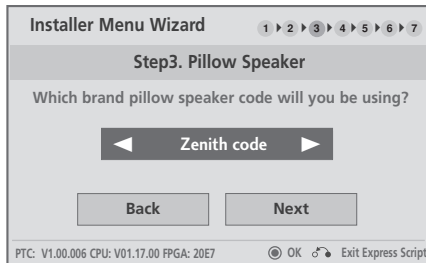 Installer Menu Wizard 1 2 3 4 5 6 7
Step3. Pillow Speaker
Which brand pillow speaker code will you be using?
Zenith code
Back Next
PTC: V1.00.006 CPU: V01.17.00 FPGA: 20E7 OK Exit Express Script